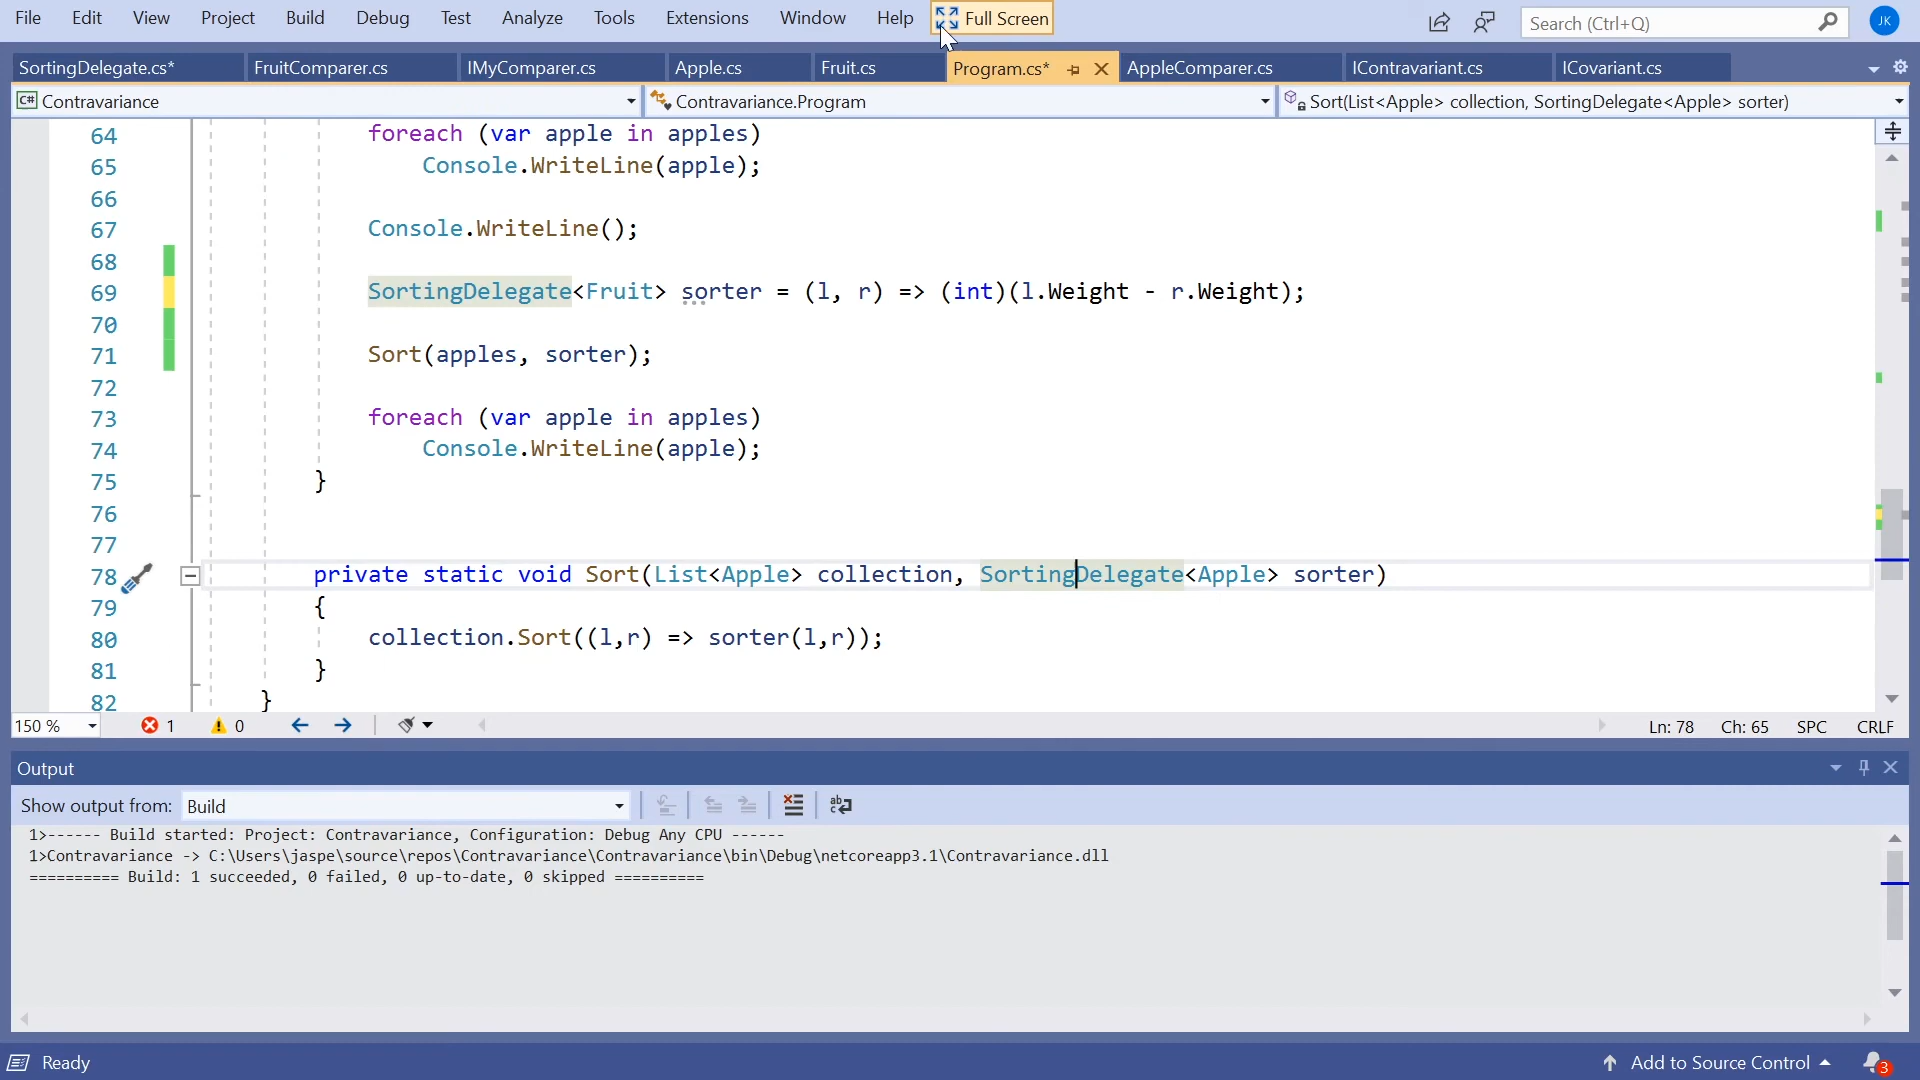 File Edit View Project Build Debug Test Analyze Tools Extensions Window Help Full Screen Search (Ctrl+Q) JK
SortingDelegate.cs* FruitComparer.cs IMyComparer.cs Apple.cs Fruit.cs Program.cs* AppleComparer.cs IContravariant.cs ICovariant.cs
C# Contravariance Contravariance.Program Sort(List<Apple> collection, SortingDelegate<Apple> sorter)
64 foreach (var apple in apples)
65 Console.WriteLine(apple);
66
67 Console.WriteLine();
68
69 SortingDelegate<Fruit> sorter = (l, r) => (int)(l.Weight - r.Weight);
70
71 Sort(apples, sorter);
72
73 foreach (var apple in apples)
74 Console.WriteLine(apple);
75 }
76
77
78 private static void Sort(List<Apple> collection, SortingDelegate<Apple> sorter)
79 {
80 collection.Sort((l,r) => sorter(l,r));
81 }
82 }
150 % 1 0 Ln: 78 Ch: 65 SPC CRLF
Output
Show output from: Build
1>------ Build started: Project: Contravariance, Configuration: Debug Any CPU ------
1>Contravariance -> C:\Users\jaspe\source\repos\Contravariance\Contravariance\bin\Debug\netcoreapp3.1\Contravariance.dll
========== Build: 1 succeeded, 0 failed, 0 up-to-date, 0 skipped ==========
Ready Add to Source Control 3